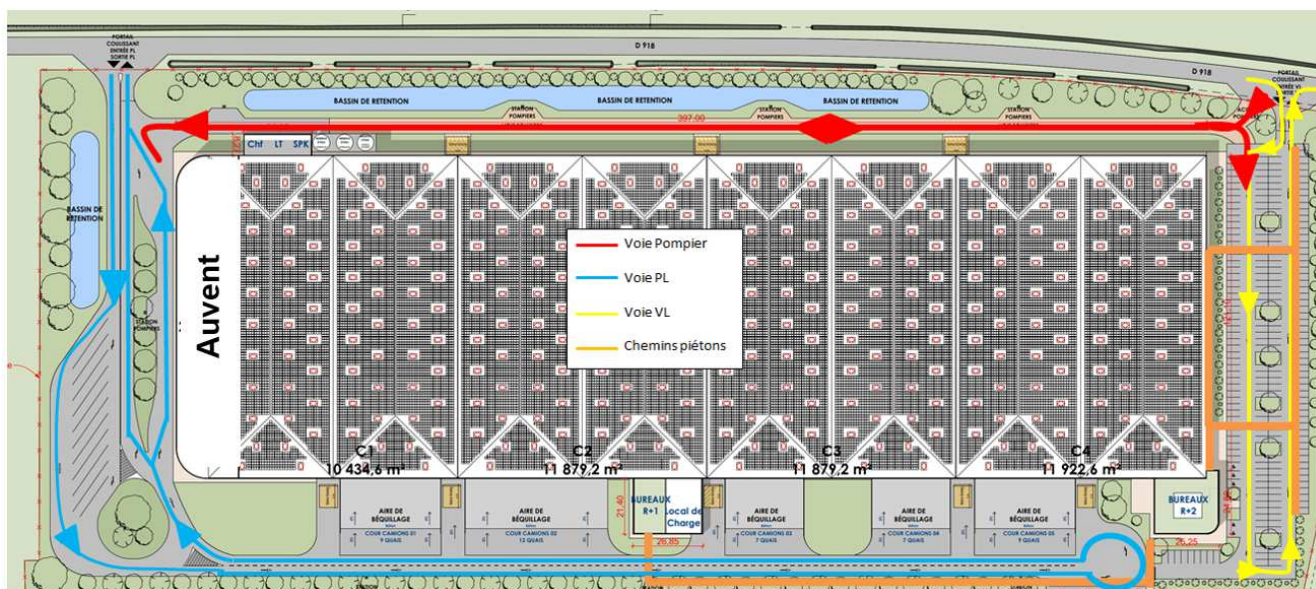 PORTAIL
COULISSANT
ENTRÉE PL
SORTIE PL
D 918
D 918
PORTAIL
COULISSANT
ENTRÉE VL
BASSIN DE RETENTION
BASSIN DE RETENTION
BASSIN DE RETENTION
STATION
POMPIERS
STATION
POMPIERS
STATION
POMPIERS
397,00
Chf LT SPK
BASSIN DE
RETENTION
STATION
POMPIERS
Auvent
Voie Pompier
Voie PL
Voie VL
Chemins piétons
C1
10 434,6 m²
C2
11 879,2 m²
C3
11 879,2 m²
C4
11 922,6 m²
AIRE DE
BÉQUILLAGE
COUR CAMIONS 01
9 QUAIS
AIRE DE
BÉQUILLAGE
COUR CAMIONS 02
12 QUAIS
21,40
BUREAUX
R+1
Local de
Charge
26,85
AIRE DE
BÉQUILLAGE
COUR CAMIONS 03
7 QUAIS
AIRE DE
BÉQUILLAGE
COUR CAMIONS 04
7 QUAIS
AIRE DE
BÉQUILLAGE
COUR CAMIONS 05
9 QUAIS
BUREAUX
R+2
25,25
STATION